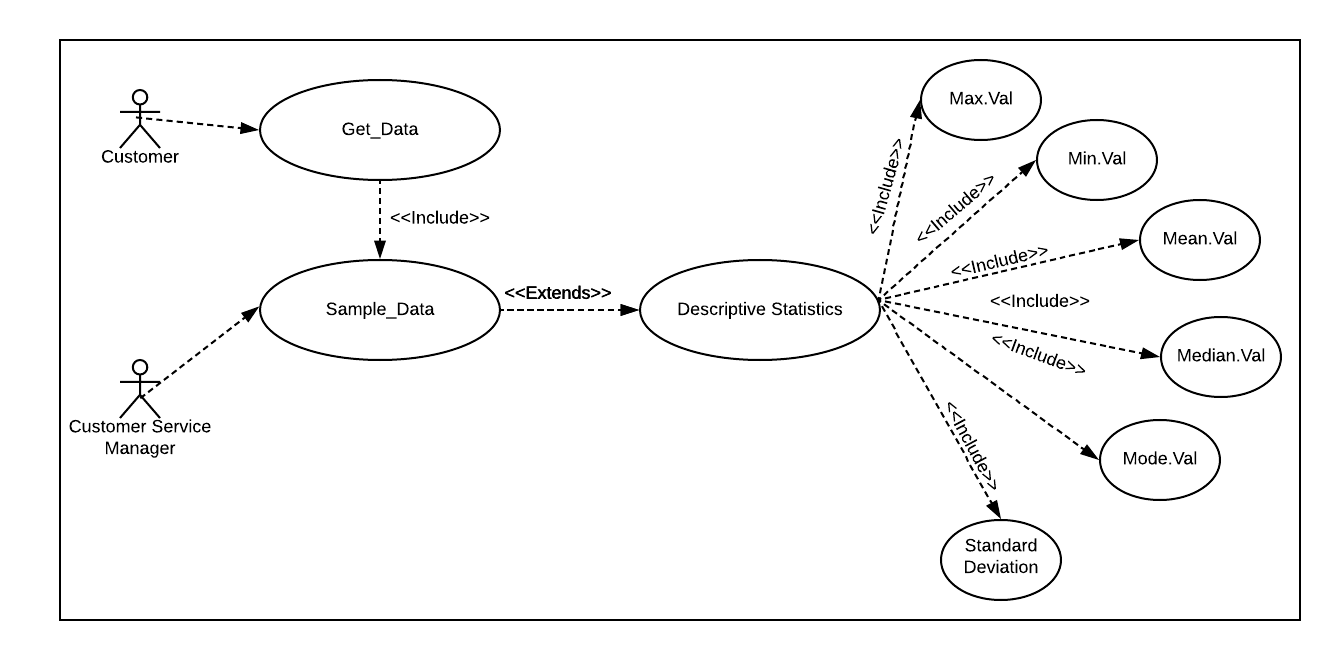 Customer
Get_Data
<<Include>>
Sample_Data
Customer Service
Manager
<<Extends>>
Descriptive Statistics
<<Include>>
Max.Val
<<Include>>
Min.Val
<<Include>>
Mean.Val
<<Include>>
Median.Val
<<Include>>
Mode.Val
<<Include>>
Standard
Deviation